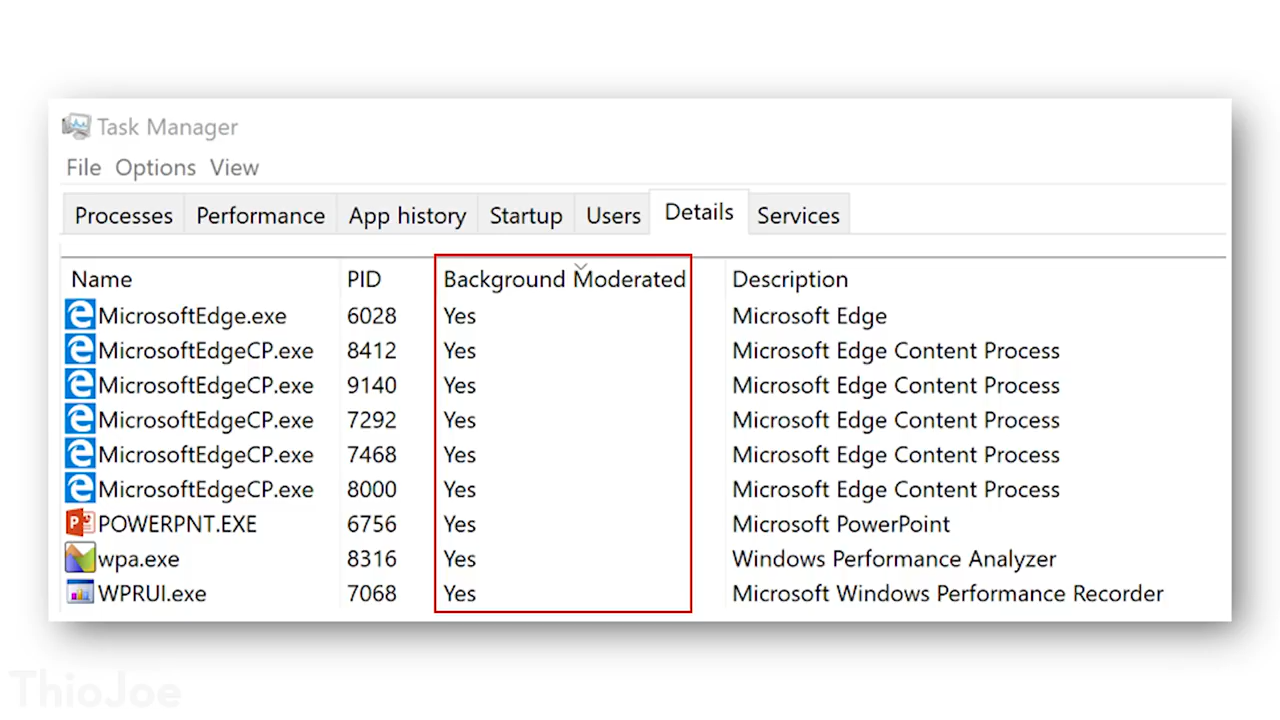 Task Manager
File Options View
Processes Performance App history Startup Users Details Services
Name PID Background Moderated Description
MicrosoftEdge.exe 6028 Yes Microsoft Edge
MicrosoftEdgeCP.exe 8412 Yes Microsoft Edge Content Process
MicrosoftEdgeCP.exe 9140 Yes Microsoft Edge Content Process
MicrosoftEdgeCP.exe 7292 Yes Microsoft Edge Content Process
MicrosoftEdgeCP.exe 7468 Yes Microsoft Edge Content Process
MicrosoftEdgeCP.exe 8000 Yes Microsoft Edge Content Process
POWERPNT.EXE 6756 Yes Microsoft PowerPoint
wpa.exe 8316 Yes Windows Performance Analyzer
WPRUI.exe 7068 Yes Microsoft Windows Performance Recorder
ThioJoe